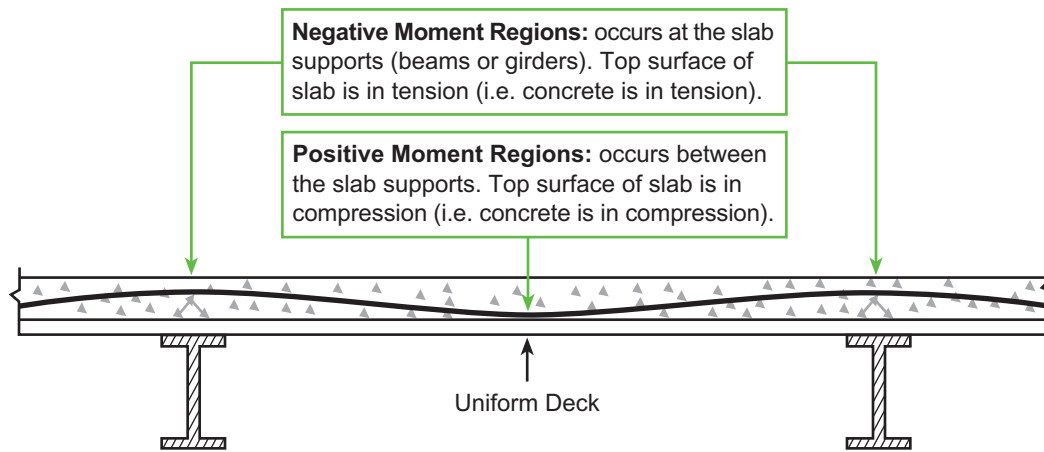 Negative Moment Regions: occurs at the slab
supports (beams or girders). Top surface of
slab is in tension (i.e. concrete is in tension).
Positive Moment Regions: occurs between
the slab supports. Top surface of slab is in
compression (i.e. concrete is in compression).
Uniform Deck